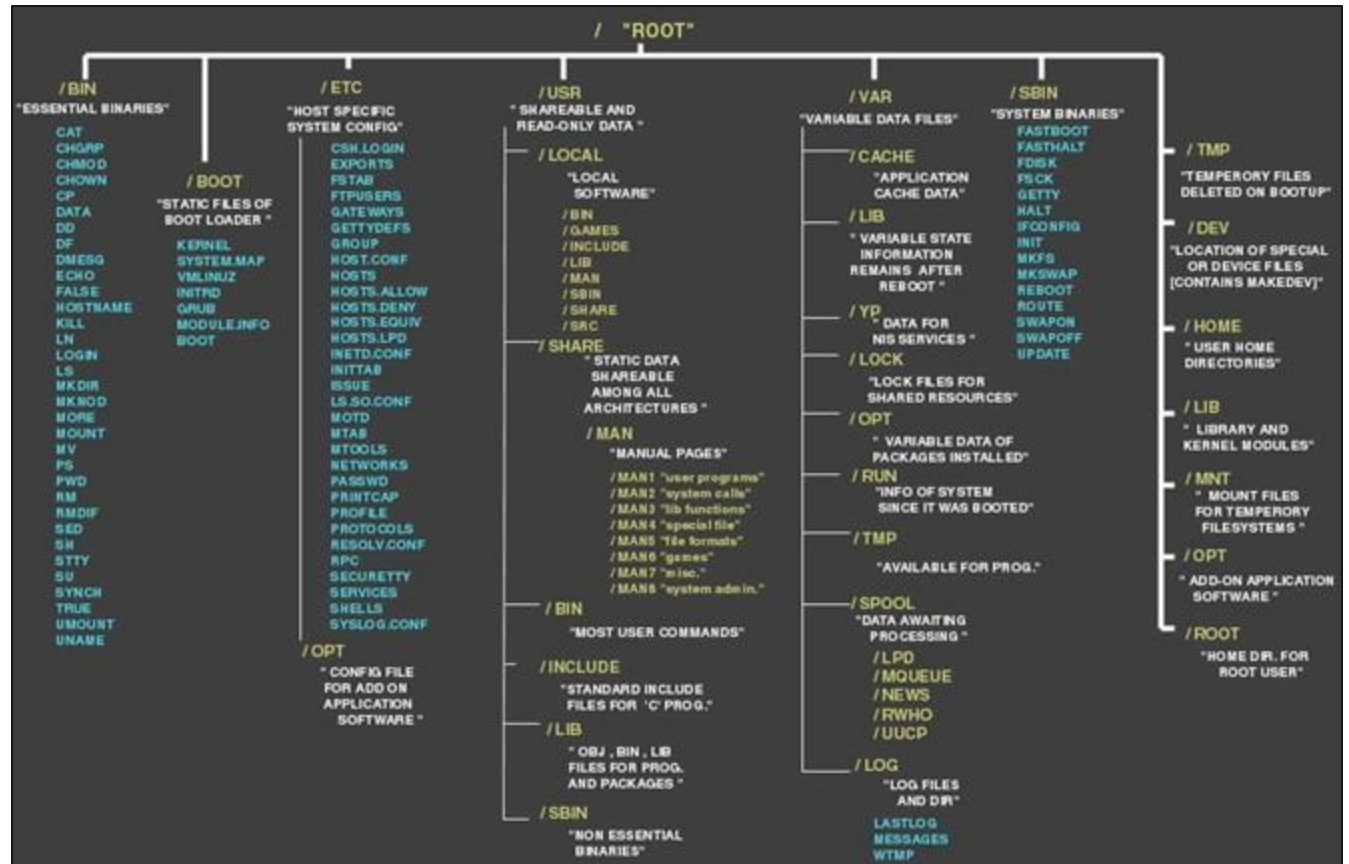 / "ROOT"
/BIN
"ESSENTIAL BINARIES"
CAT
CHGRP
CHMOD
CHOWN
CP
DATA
DD
DF
DMESG
ECHO
FALSE
HOSTNAME
KILL
LN
LOGIN
LS
MKDIR
MKNOD
MORE
MOUNT
MV
PS
PWD
RM
RMDIF
SED
SH
STTY
SU
SYNCH
TRUE
UMOUNT
UNAME
/BOOT
"STATIC FILES OF
BOOT LOADER "
KERNEL
SYSTEM.MAP
VMLINUZ
INITRD
GRUB
MODULE.INFO
BOOT
/ETC
"HOST SPECIFIC
SYSTEM CONFIG"
CSH.LOGIN
EXPORTS
FSTAB
FTPUSERS
GATEWAYS
GETTYDEFS
GROUP
HOST.CONF
HOSTS
HOSTS.ALLOW
HOSTS.DENY
HOSTS.EQUIV
HOSTS.LPD
INETD.CONF
INITTAB
ISSUE
LS.SO.CONF
MOTD
MTAB
MTOOLS
NETWORKS
PASSWD
PRINTCAP
PROFILE
PROTOCOLS
RESOLV.CONF
RPC
SECURETTY
SERVICES
SHELLS
SYSLOG.CONF
/OPT
" CONFIG FILE
FOR ADD ON
APPLICATION
SOFTWARE "
/USR
" SHAREABLE AND
READ-ONLY DATA "
/LOCAL
"LOCAL
SOFTWARE"
/BIN
/GAMES
/INCLUDE
/LIB
/MAN
/SBIN
/SHARE
/SRC
/SHARE
" STATIC DATA
SHAREABLE
AMONG ALL
ARCHITECTURES "
/MAN
"MANUAL PAGES"
/MAN1 "user programs"
/MAN2 "system calls"
/MAN3 "lib functions"
/MAN4 "special file"
/MAN5 "file formats"
/MAN6 "games"
/MAN7 "misc."
/MAN8 "system admin."
/BIN
"MOST USER COMMANDS"
/INCLUDE
"STANDARD INCLUDE
FILES FOR 'C' PROG."
/LIB
" OBJ , BIN , LIB
FILES FOR PROG.
AND PACKAGES "
/SBIN
"NON ESSENTIAL
BINARIES"
/VAR
"VARIABLE DATA FILES"
/CACHE
"APPLICATION
CACHE DATA"
/LIB
" VARIABLE STATE
INFORMATION
REMAINS AFTER
REBOOT "
/YP
" DATA FOR
NIS SERVICES "
/LOCK
"LOCK FILES FOR
SHARED RESOURCES"
/OPT
" VARIABLE DATA OF
PACKAGES INSTALLED"
/RUN
"INFO OF SYSTEM
SINCE IT WAS BOOTED"
/TMP
"AVAILABLE FOR PROG."
/SPOOL
"DATA AWAITING
PROCESSING "
/LPD
/MQUEUE
/NEWS
/RWHO
/UUCP
/LOG
"LOG FILES
AND DIR"
LASTLOG
MESSAGES
WTMP
/SBIN
"SYSTEM BINARIES"
FASTBOOT
FASTHALT
FDISK
FSCK
GETTY
HALT
IFCONFIG
INIT
MKFS
MKSWAP
REBOOT
ROUTE
SWAPON
SWAPOFF
UPDATE
/TMP
"TEMPERORY FILES
DELETED ON BOOTUP"
/DEV
"LOCATION OF SPECIAL
OR DEVICE FILES
[CONTAINS MAKEDEV]"
/HOME
" USER HOME
DIRECTORIES"
/LIB
" LIBRARY AND
KERNEL MODULES"
/MNT
" MOUNT FILES
FOR TEMPERORY
FILESYSTEMS "
/OPT
" ADD-ON APPLICATION
SOFTWARE "
/ROOT
"HOME DIR. FOR
ROOT USER"